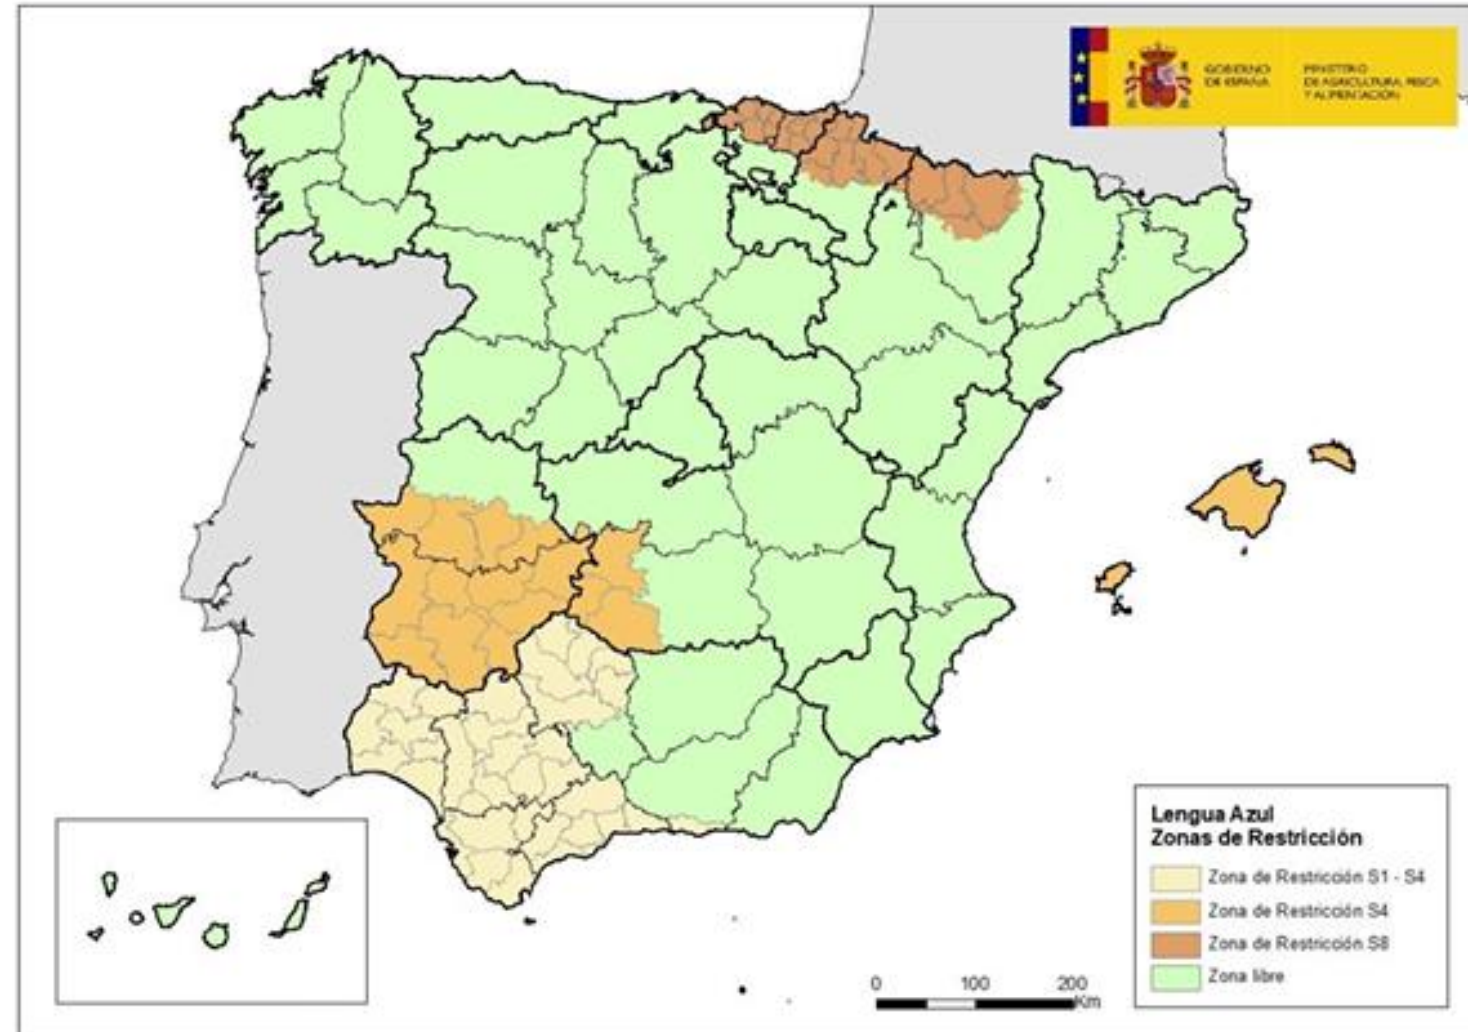 GOBIERNO
DE ESPAÑA
MINISTERIO
DE AGRICULTURA, PESCA
Y ALIMENTACIÓN
Lengua Azul
Zonas de Restricción
Zona de Restricción S1 - S4
Zona de Restricción S4
Zona de Restricción S8
Zona libre
0 100 200
Km